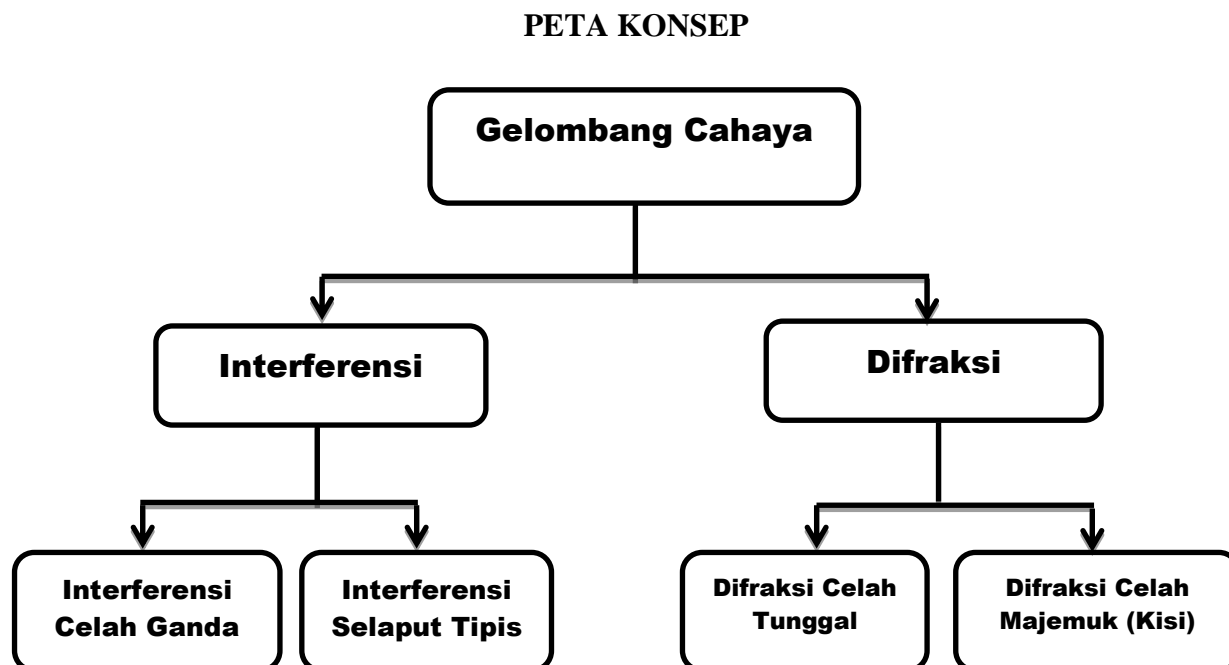 PETA KONSEP
Gelombang Cahaya
Interferensi
Difraksi
Interferensi
Celah Ganda
Interferensi
Selaput Tipis
Difraksi Celah
Tunggal
Difraksi Celah
Majemuk (Kisi)